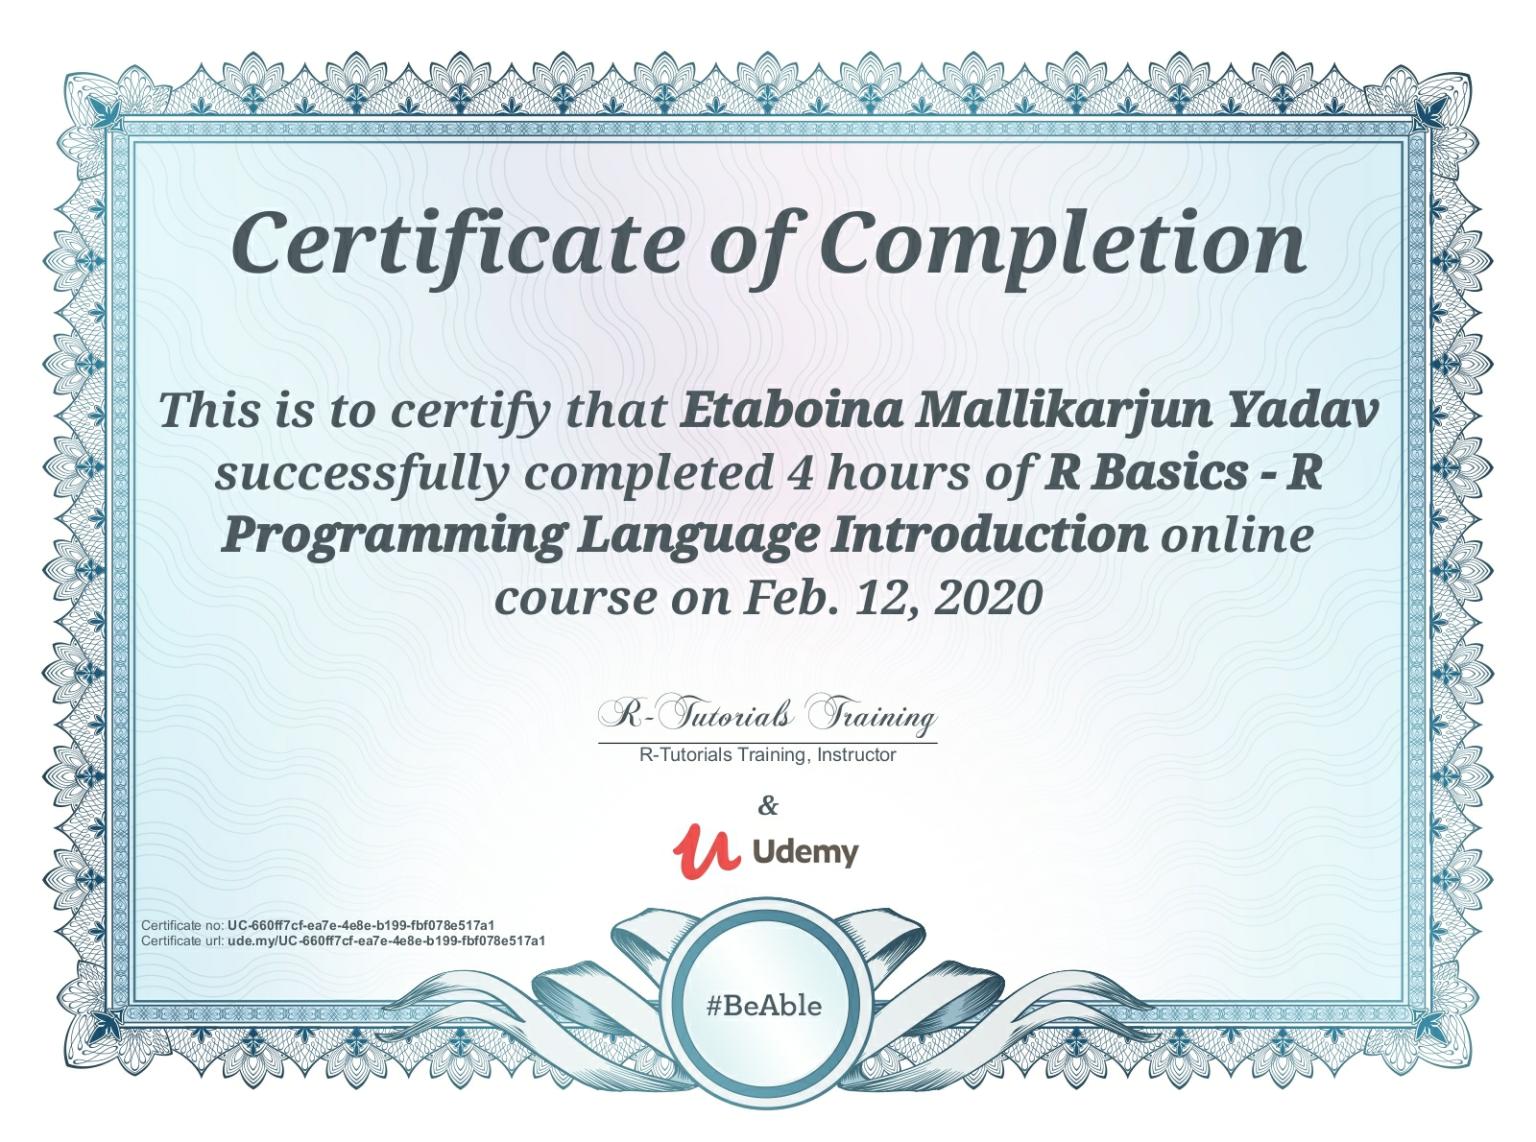 Certificate of Completion
This is to certify that Etaboina Mallikarjun Yadav
successfully completed 4 hours of R Basics - R
Programming Language Introduction online
course on Feb. 12, 2020
R-Tutorials Training
R-Tutorials Training, Instructor
&
Udemy
Certificate no: UC-660ff7cf-ea7e-4e8e-b199-fbf078e517a1
Certificate url: ude.my/UC-660ff7cf-ea7e-4e8e-b199-fbf078e517a1
#BeAble